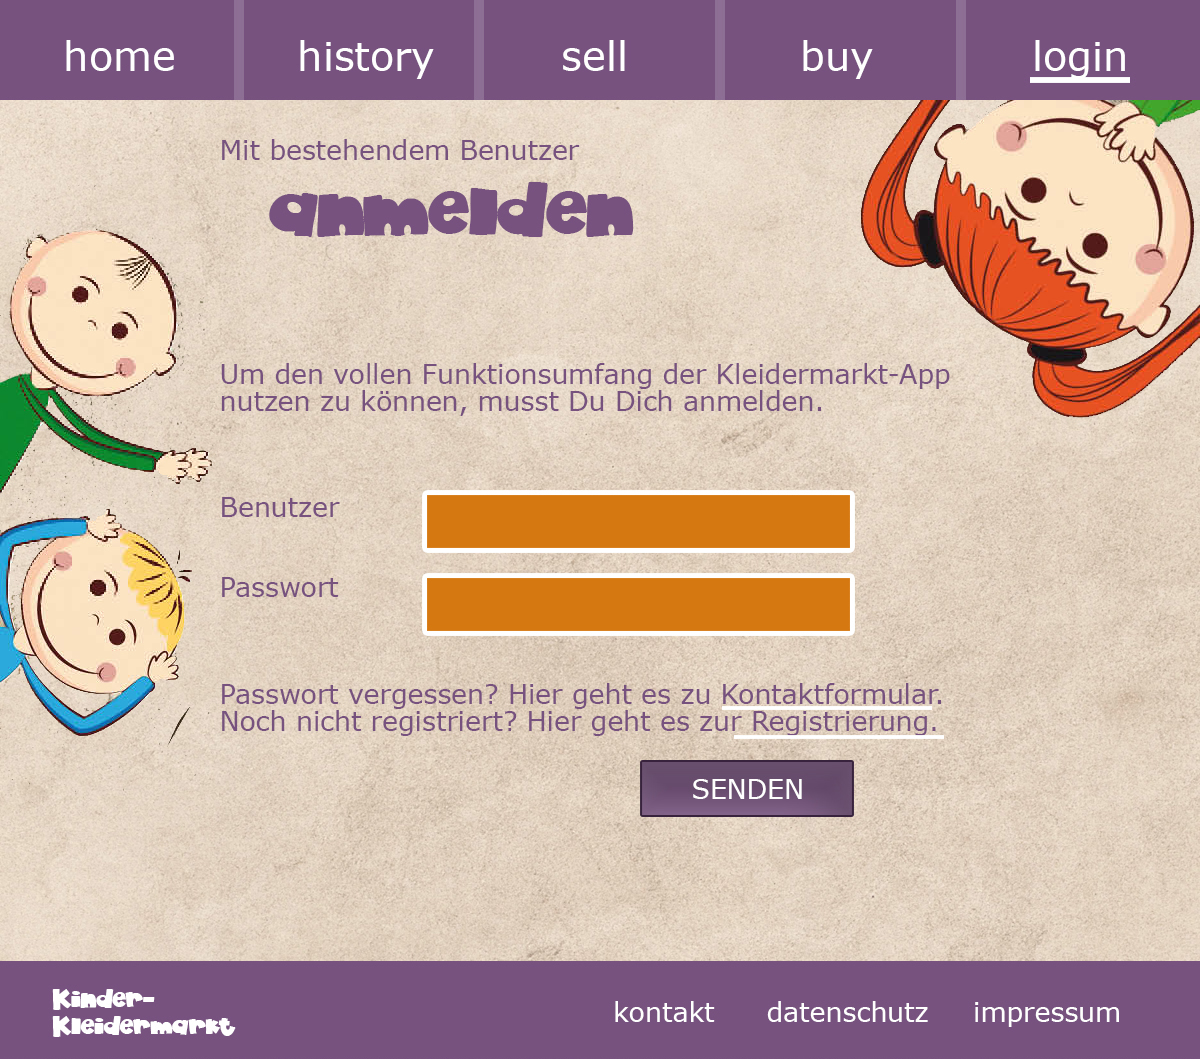 home
history
sell
buy
login
Mit bestehendem Benutzer
anmelden
Um den vollen Funktionsumfang der Kleidermarkt-App
nutzen zu können, musst Du Dich anmelden.
Benutzer
Passwort
Passwort vergessen? Hier geht es zu Kontaktformular.
Noch nicht registriert? Hier geht es zur Registrierung.
SENDEN
Kinder-
Kleidermarkt
kontakt
datenschutz
impressum